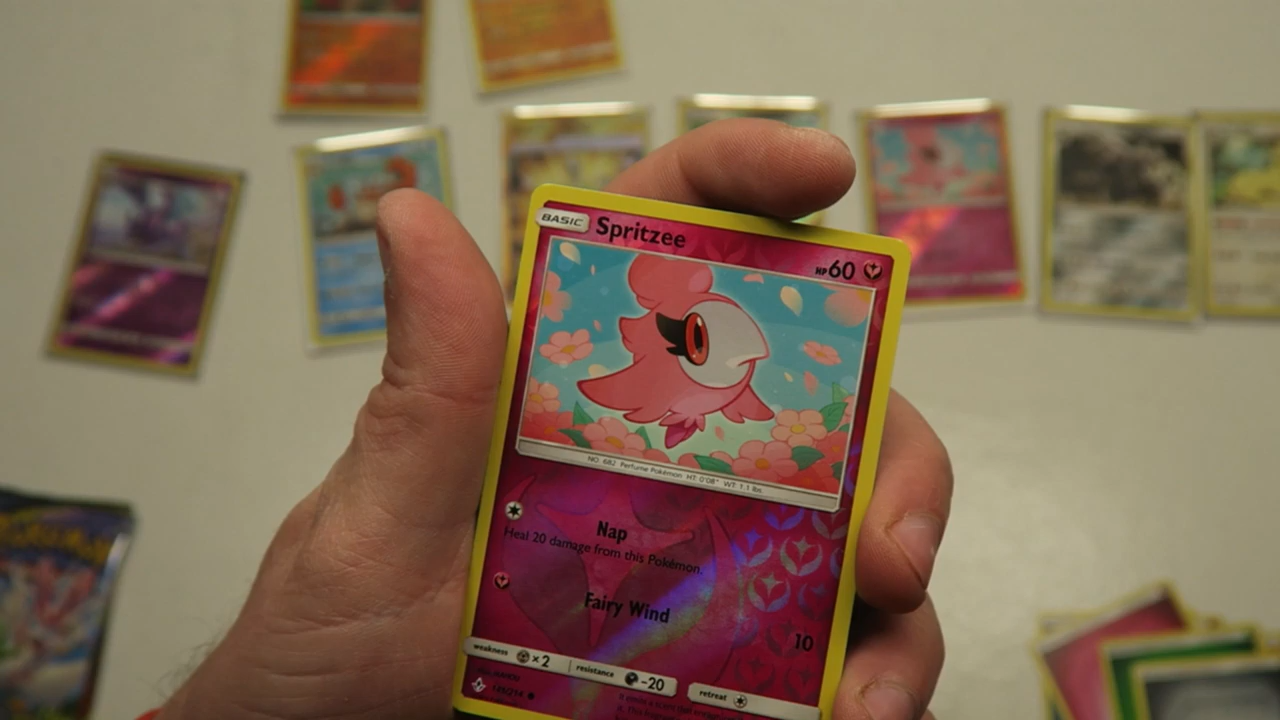 BASIC Spritzee HP60
NO. 682 Perfume Pokémon HT: 0'08" WT: 1.1 lbs.
Nap
Heal 20 damage from this Pokémon.
Fairy Wind 10
weakness ×2 resistance -20 retreat